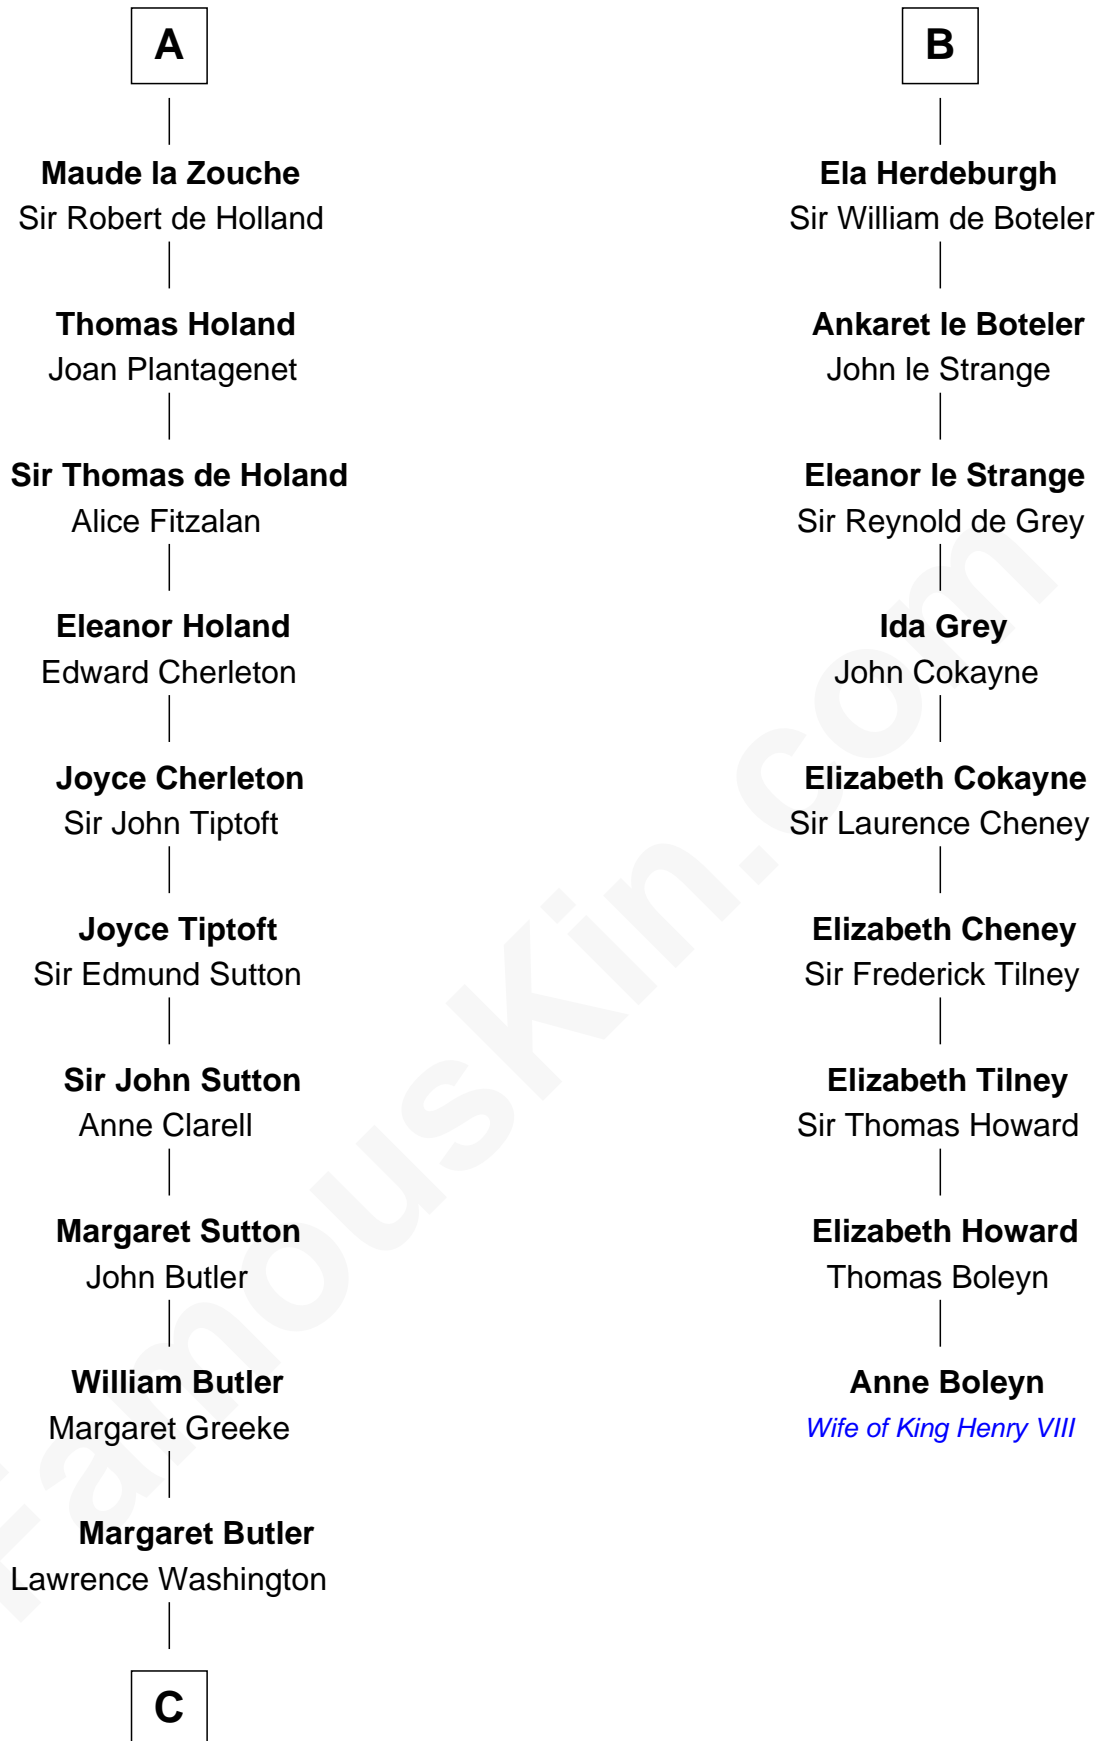 A
Maude la Zouche
Sir Robert de Holland
Thomas Holand
Joan Plantagenet
Sir Thomas de Holand
Alice Fitzalan
Eleanor Holand
Edward Cherleton
Joyce Cherleton
Sir John Tiptoft
Joyce Tiptoft
Sir Edmund Sutton
Sir John Sutton
Anne Clarell
Margaret Sutton
John Butler
William Butler
Margaret Greeke
Margaret Butler
Lawrence Washington
C
B
Ela Herdeburgh
Sir William de Boteler
Ankaret le Boteler
John le Strange
Eleanor le Strange
Sir Reynold de Grey
Ida Grey
John Cokayne
Elizabeth Cokayne
Sir Laurence Cheney
Elizabeth Cheney
Sir Frederick Tilney
Elizabeth Tilney
Sir Thomas Howard
Elizabeth Howard
Thomas Boleyn
Anne Boleyn
Wife of King Henry VIII
FamousKin.com